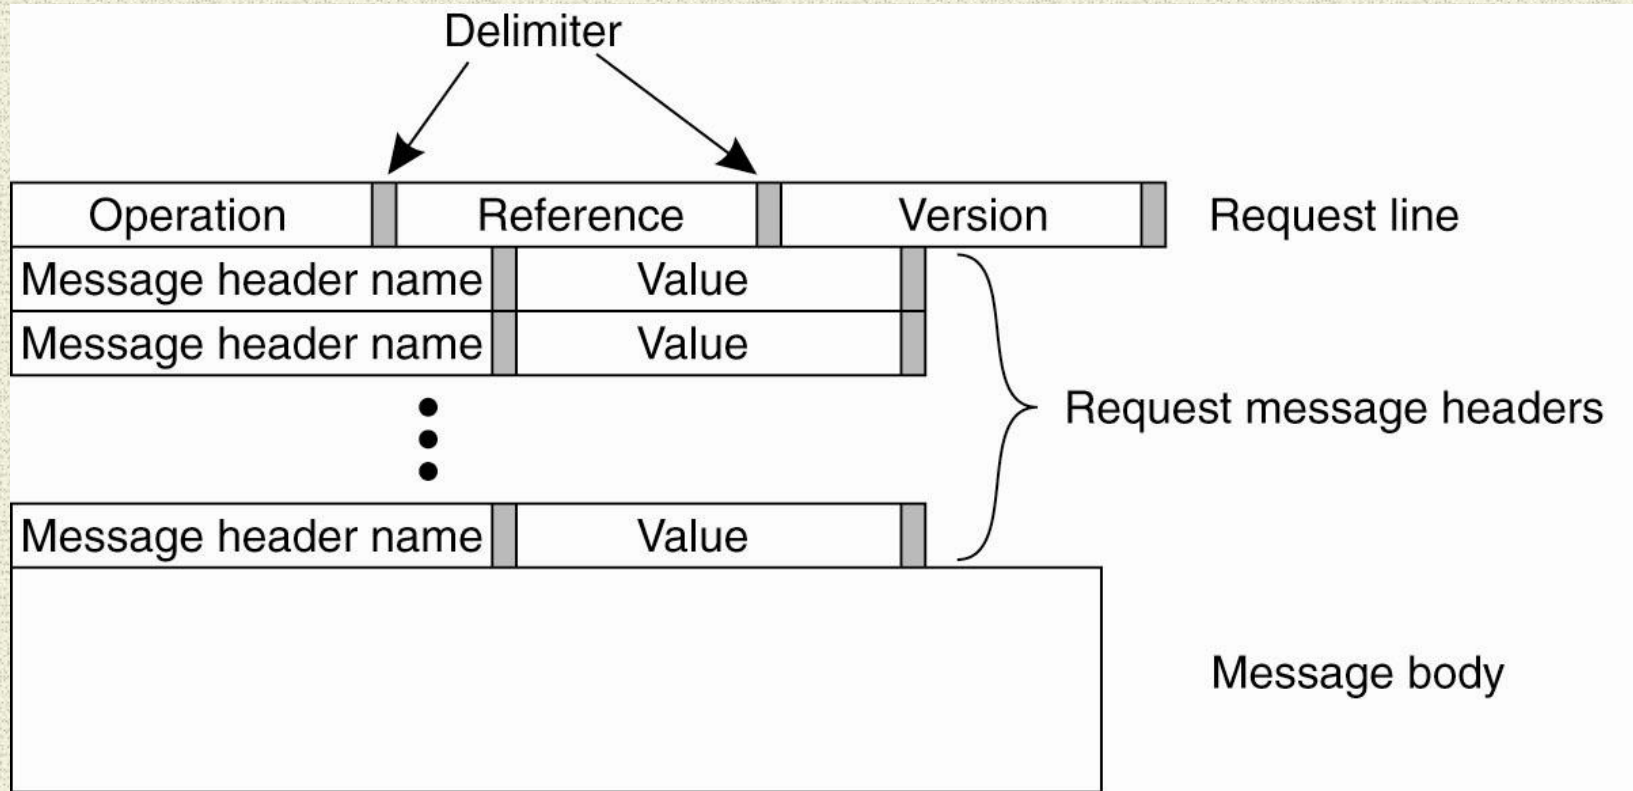 Delimiter
Operation Reference Version Request line
Message header name Value
Message header name Value
Request message headers
Message header name Value
Message body